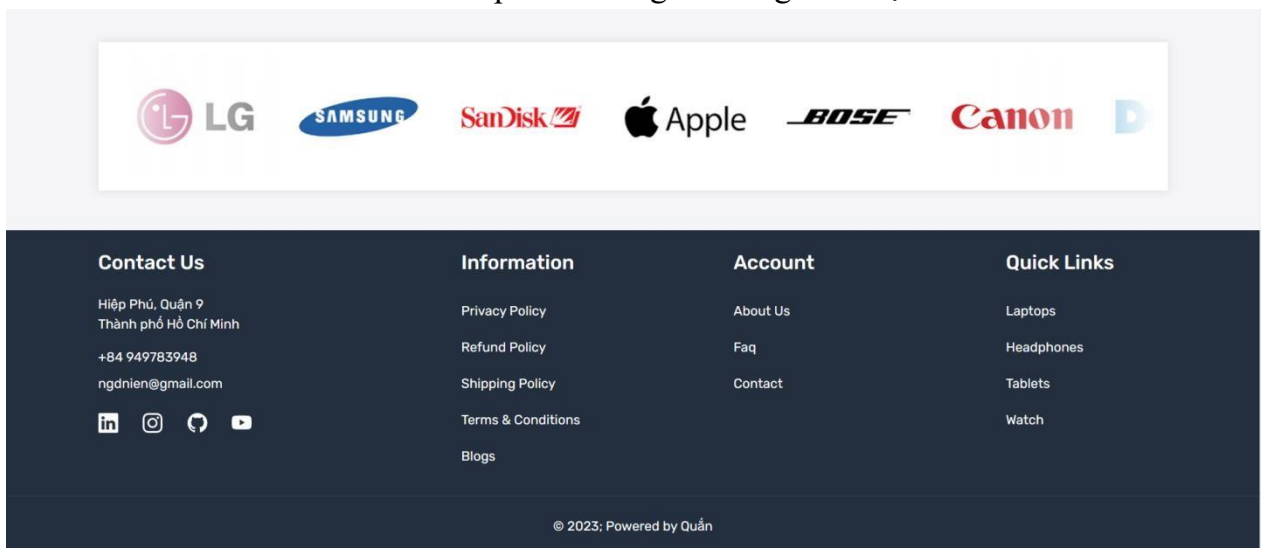 LG SAMSUNG SanDisk Apple BOSE Canon D
Contact Us
Hiệp Phú, Quận 9
Thành phố Hồ Chí Minh
+84 949783948
ngdnien@gmail.com
in
Information
Privacy Policy
Refund Policy
Shipping Policy
Terms & Conditions
Blogs
Account
About Us
Faq
Contact
Quick Links
Laptops
Headphones
Tablets
Watch
© 2023; Powered by Quắn